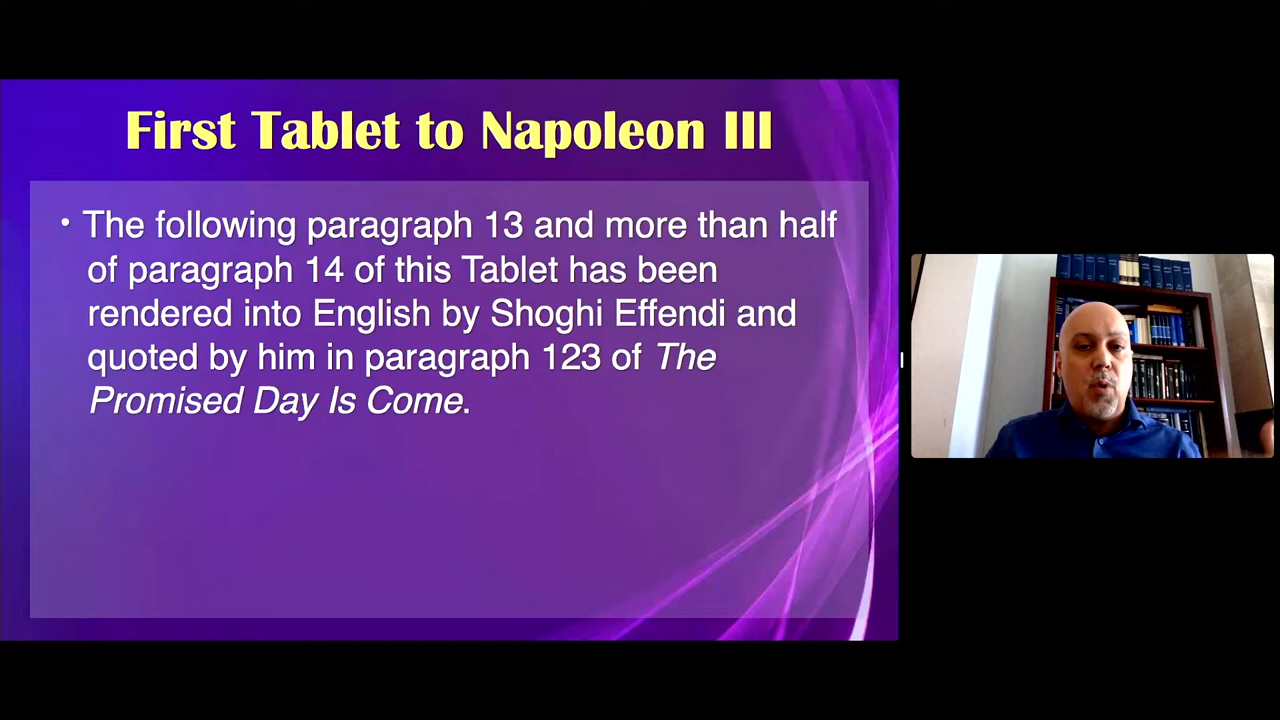 First Tablet to Napoleon III
• The following paragraph 13 and more than half
of paragraph 14 of this Tablet has been
rendered into English by Shoghi Effendi and
quoted by him in paragraph 123 of The
Promised Day Is Come.